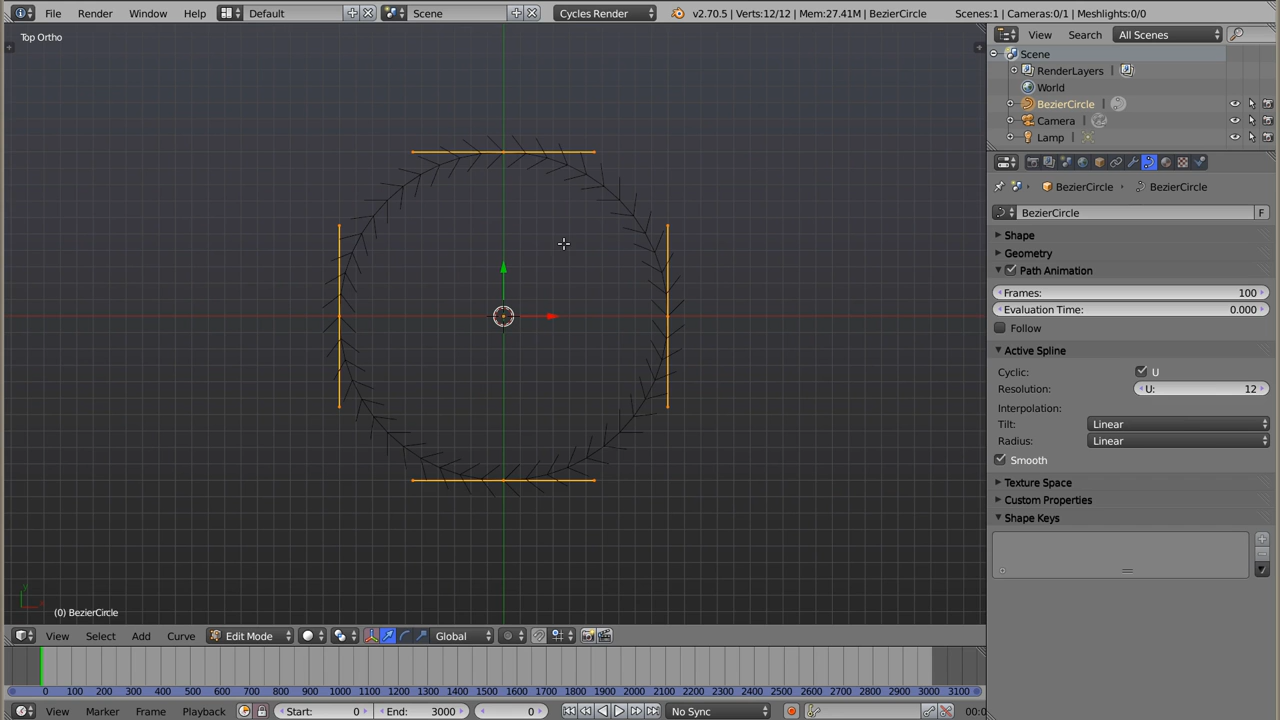 File Render Window Help Default Scene Cycles Render v2.70.5 | Verts:12/12 | Mem:27.41M | BezierCircle Scenes:1 | Cameras:0/1 | Meshlights:0/0
Top Ortho
View Search All Scenes
Scene
RenderLayers
World
BezierCircle
Camera
Lamp
BezierCircle BezierCircle
BezierCircle F
Shape
Geometry
Path Animation
Frames: 100
Evaluation Time: 0.000
Follow
Active Spline
Cyclic: U
Resolution: U: 12
Interpolation:
Tilt: Linear
Radius: Linear
Smooth
Texture Space
Custom Properties
Shape Keys
(0) BezierCircle
View Select Add Curve Edit Mode Global
0 100 200 300 400 500 600 700 800 900 1000 1100 1200 1300 1400 1500 1600 1700 1800 1900 2000 2100 2200 2300 2400 2500 2600 2700 2800 2900 3000 3100
View Marker Frame Playback Start: 0 End: 3000 0 No Sync 00:0